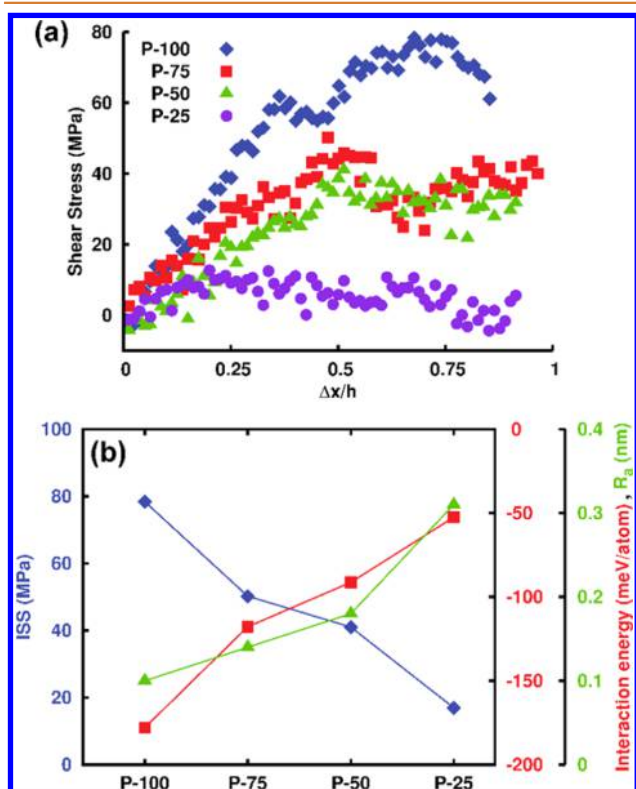 (a)
P-100
P-75
P-50
P-25
Shear Stress (MPa)
80
60
40
20
0
0
0.25
0.5
0.75
1
Δx/h
(b)
ISS (MPa)
100
80
60
40
20
0
0
-50
-100
-150
-200
Interaction energy (meV/atom) , Ra (nm)
0.4
0.3
0.2
0.1
0
P-100
P-75
P-50
P-25